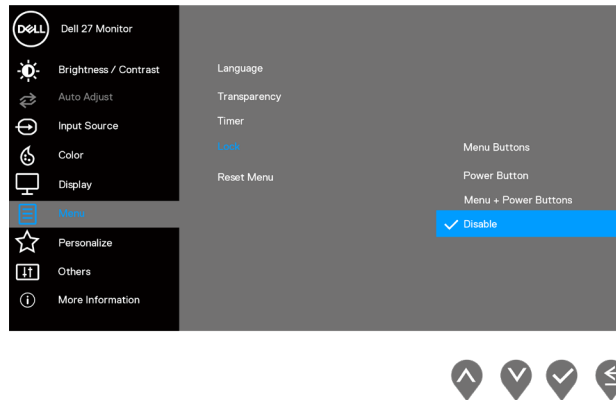 DELL
Dell 27 Monitor
Brightness / Contrast
Auto Adjust
Input Source
Color
Display
Menu
Personalize
Others
More Information
Language
Transparency
Timer
Lock
Reset Menu
Menu Buttons
Power Button
Menu + Power Buttons
Disable